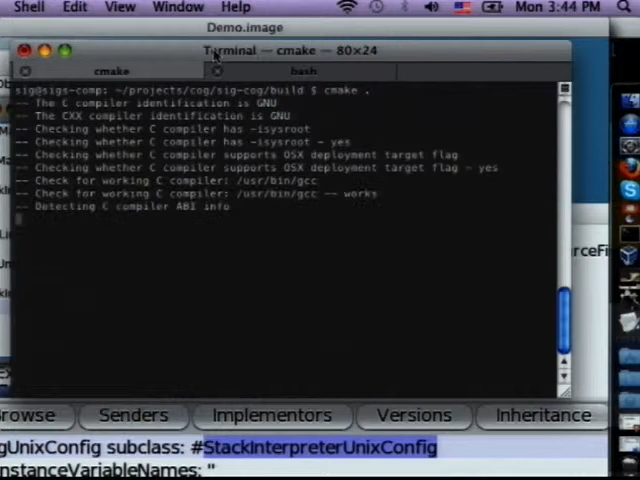 Shell Edit View Window Help Mon 3:44 PM
Demo.image
Terminal — cmake — 80×24
cmake bash
sig@sigs-comp: ~/projects/cog/sig-cog/build $ cmake .
-- The C compiler identification is GNU
-- The CXX compiler identification is GNU
-- Checking whether C compiler has -isysroot
-- Checking whether C compiler has -isysroot - yes
-- Checking whether C compiler supports OSX deployment target flag
-- Checking whether C compiler supports OSX deployment target flag - yes
-- Check for working C compiler: /usr/bin/gcc
-- Check for working C compiler: /usr/bin/gcc -- works
-- Detecting C compiler ABI info
urceFi
rowse Senders Implementors Versions Inheritance
gUnixConfig subclass: #StackInterpreterUnixConfig
nstanceVariableNames: ''